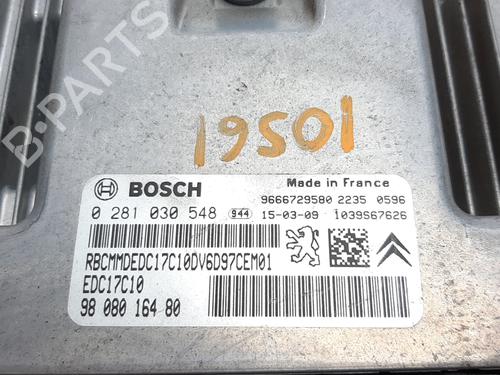 B-PARTS
19501
BOSCH
Made in France
9666729580 2235 0596
0 281 030 548 944 15-03-09 1039S67626
RBCMMDEDC17C10DV6D97CEM01
EDC17C10
98 080 164 80